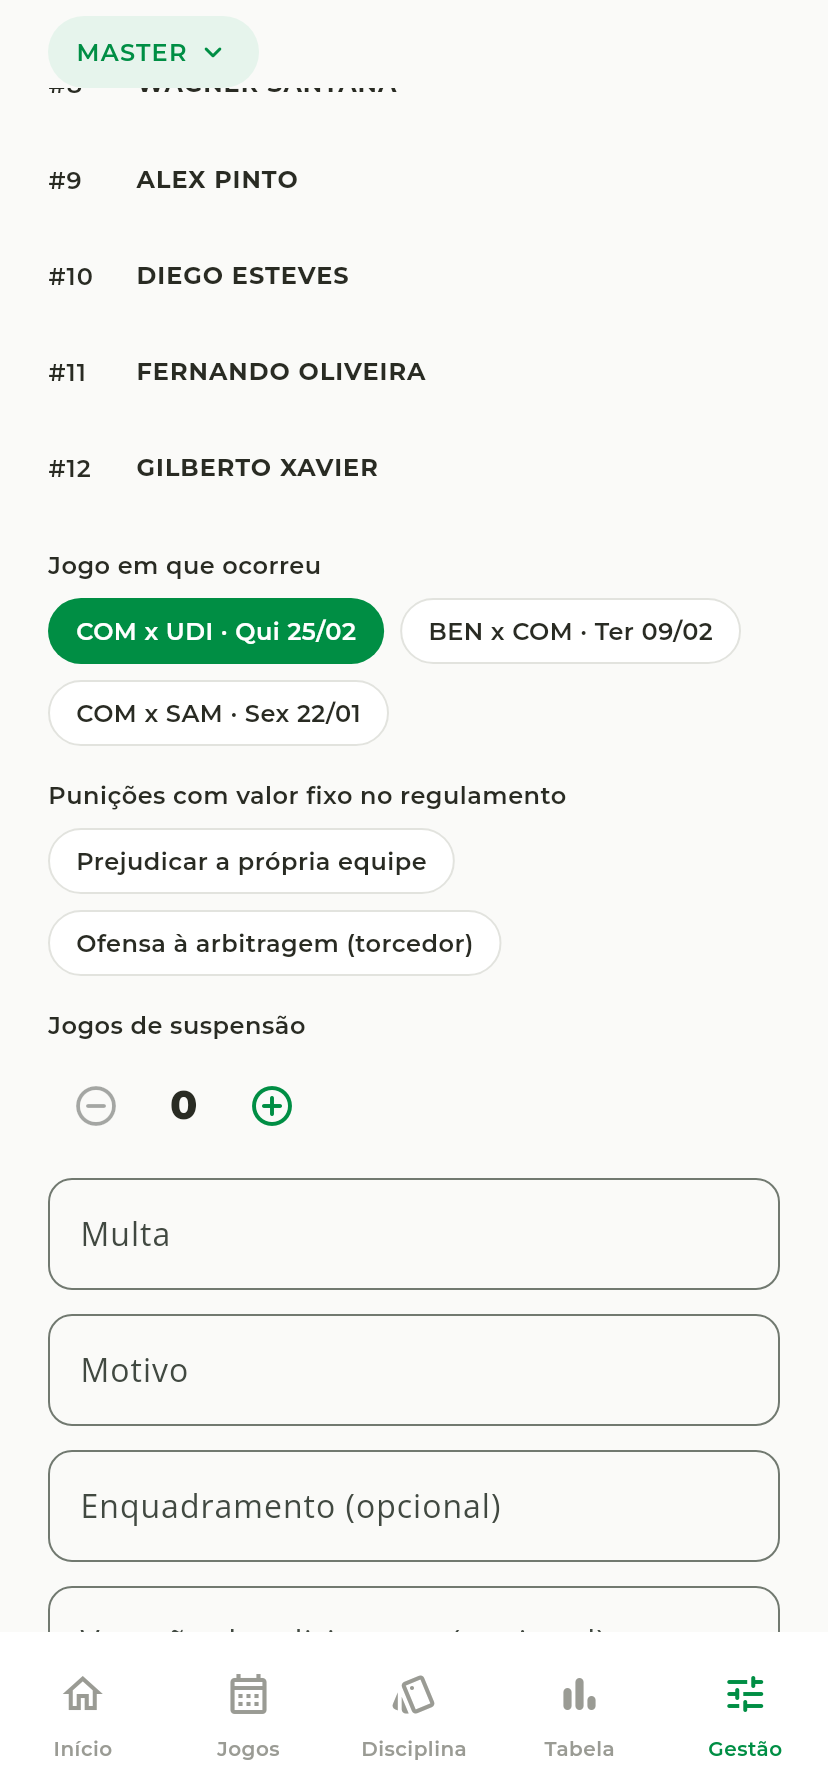 MASTER
#8 WAGNER SANTANA
#9 ALEX PINTO
#10 DIEGO ESTEVES
#11 FERNANDO OLIVEIRA
#12 GILBERTO XAVIER
Jogo em que ocorreu
COM x UDI · Qui 25/02 BEN x COM · Ter 09/02
COM x SAM · Sex 22/01
Punições com valor fixo no regulamento
Prejudicar a própria equipe
Ofensa à arbitragem (torcedor)
Jogos de suspensão
0
Multa
Motivo
Enquadramento (opcional)
Início Jogos Disciplina Tabela Gestão